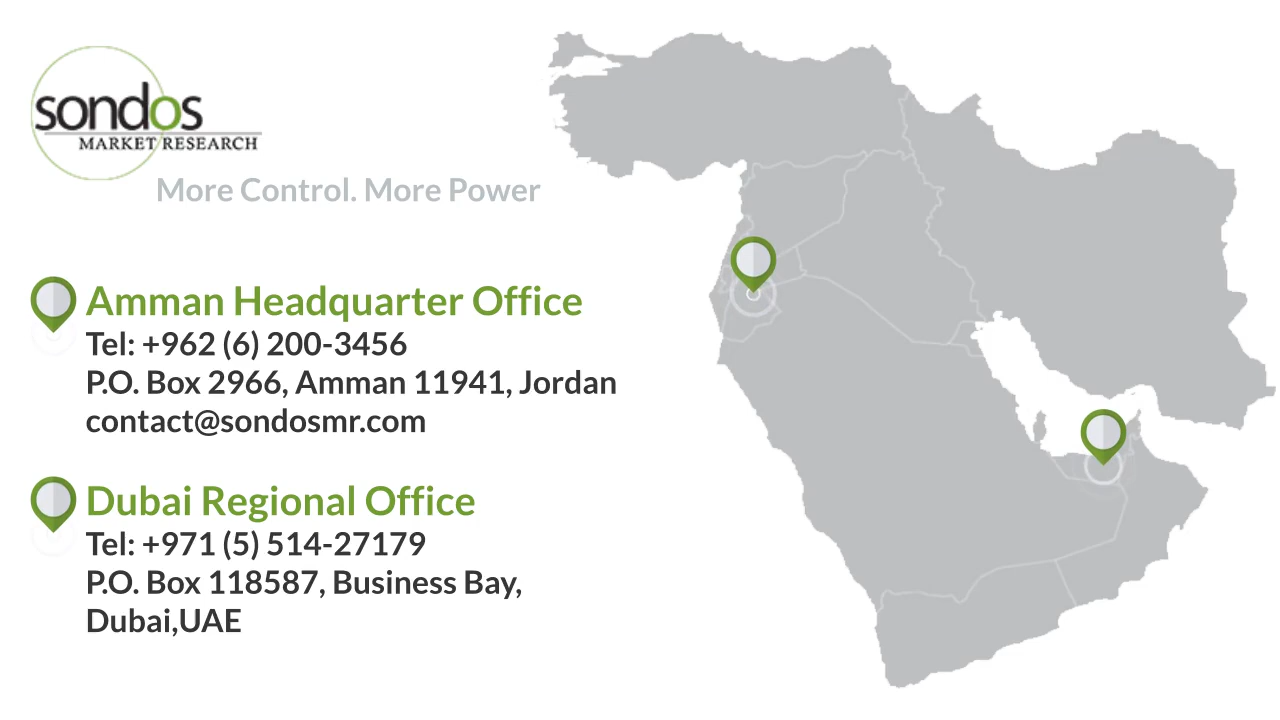 sondos
MARKET RESEARCH
More Control. More Power
Amman Headquarter Office
Tel: +962 (6) 200-3456
P.O. Box 2966, Amman 11941, Jordan
contact@sondosmr.com
Dubai Regional Office
Tel: +971 (5) 514-27179
P.O. Box 118587, Business Bay,
Dubai,UAE